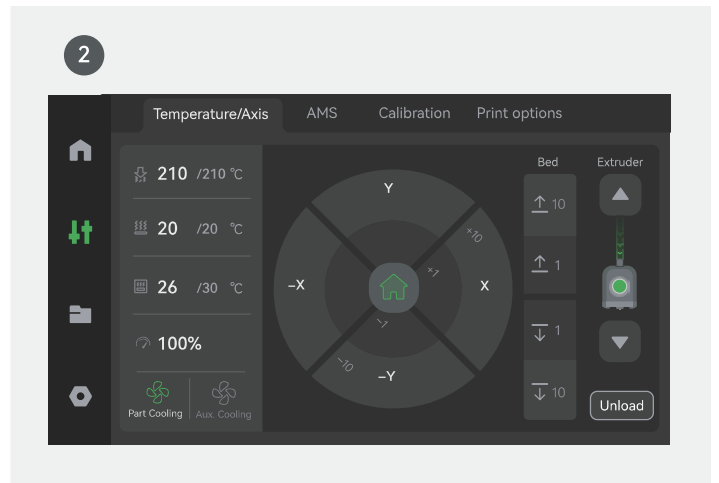 2
Temperature/Axis AMS Calibration Print options
210 /210 ℃
20 /20 ℃
26 /30 ℃
100%
Part Cooling Aux. Cooling
Y
+10
+1
-X X
-1
-10
-Y
Bed
10
1
1
10
Extruder
Unload